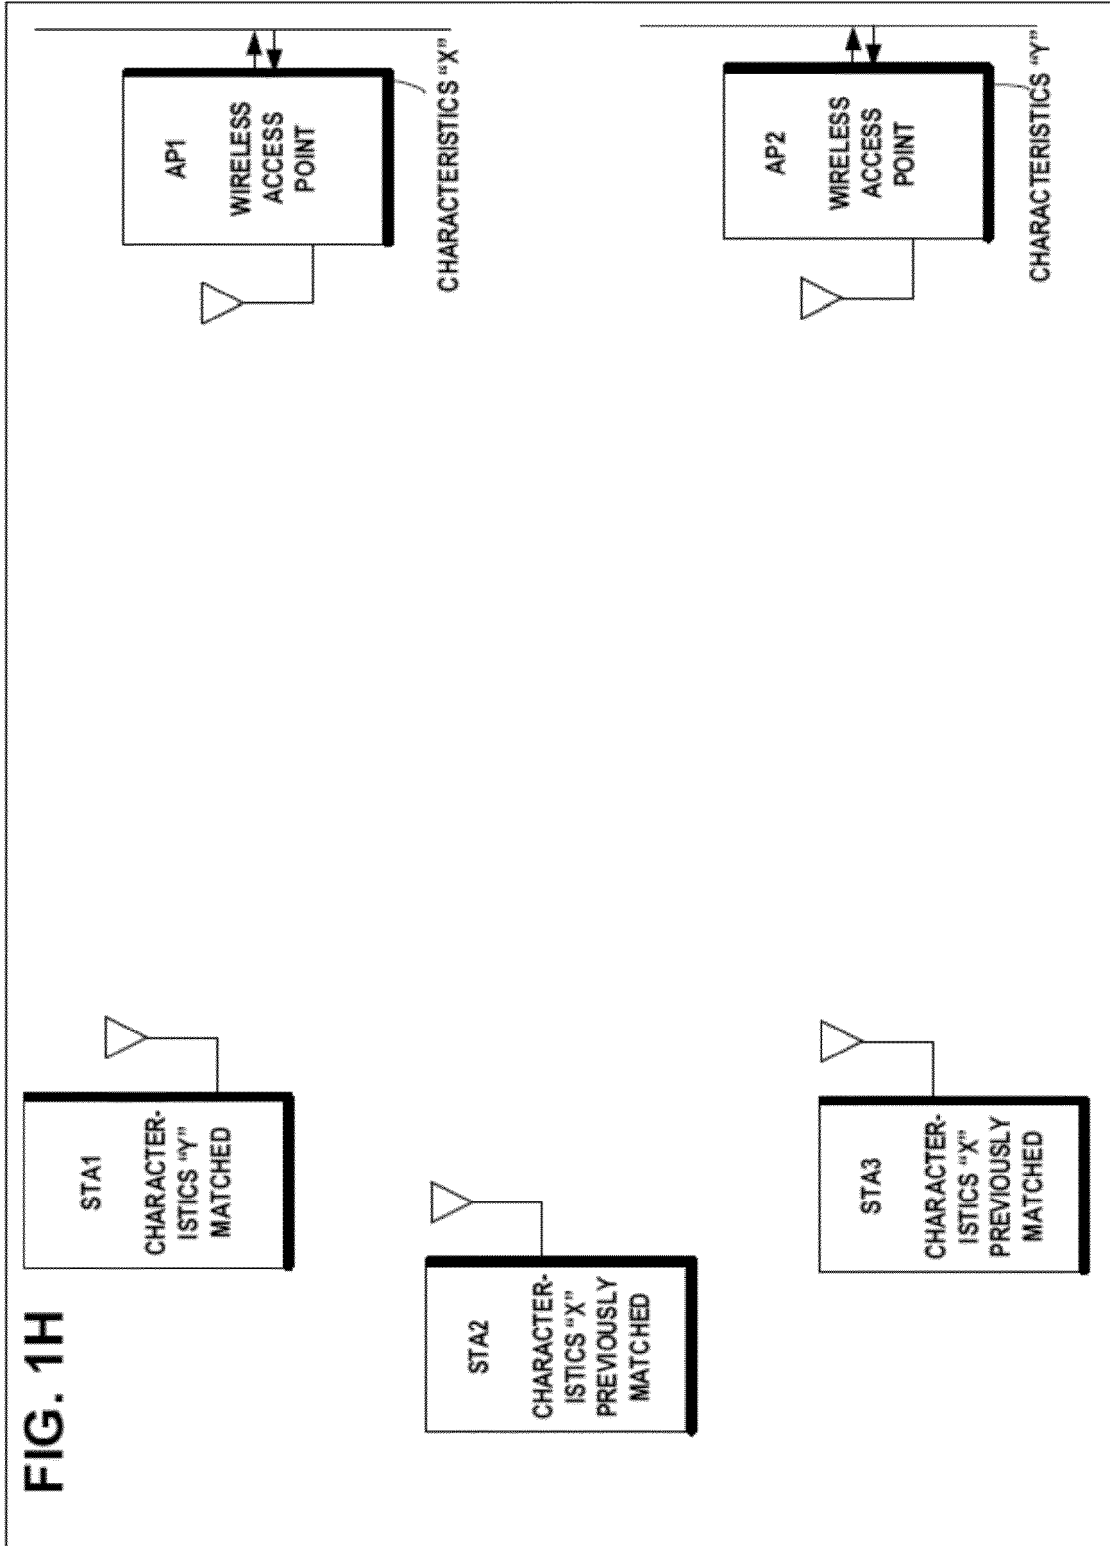 FIG. 1H
STA1
CHARACTER-
ISTICS “Y”
MATCHED
STA2
CHARACTER-
ISTICS “X”
PREVIOUSLY
MATCHED
STA3
CHARACTER-
ISTICS “X”
PREVIOUSLY
MATCHED
AP1
WIRELESS
ACCESS
POINT
CHARACTERISTICS “X”
AP2
WIRELESS
ACCESS
POINT
CHARACTERISTICS “Y”